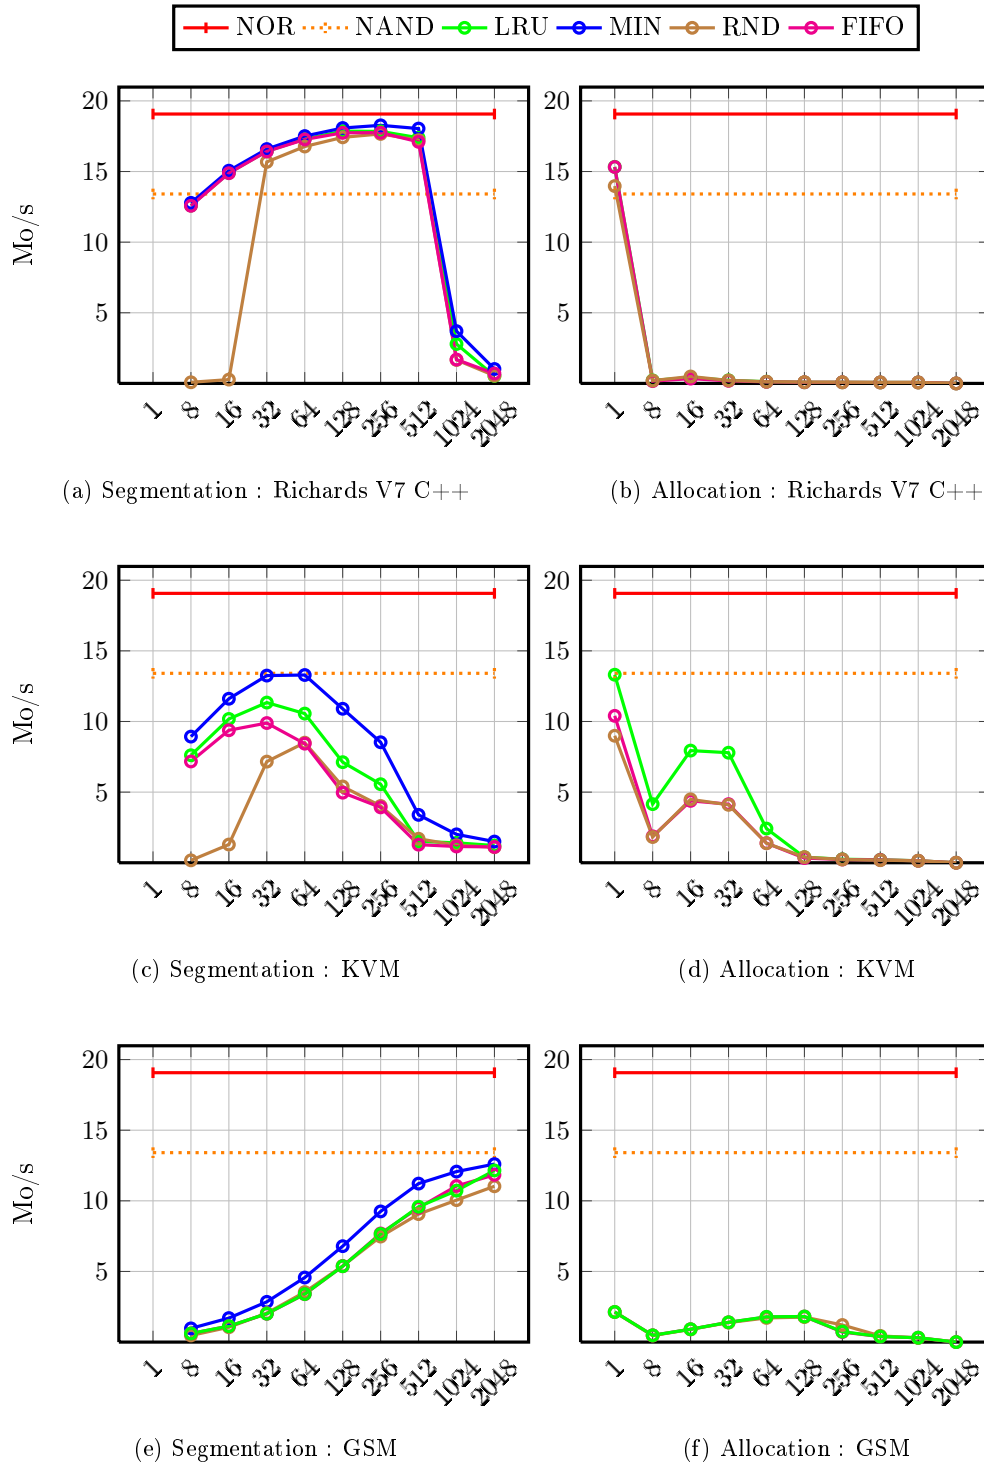 NOR NAND LRU MIN RND FIFO
20
15
10
5
Mo/s
1 8 16 32 64 128 256 512 1024 2048
(a) Segmentation : Richards V7 C++
20
15
10
5
1 8 16 32 64 128 256 512 1024 2048
(b) Allocation : Richards V7 C++
20
15
10
5
Mo/s
1 8 16 32 64 128 256 512 1024 2048
(c) Segmentation : KVM
20
15
10
5
1 8 16 32 64 128 256 512 1024 2048
(d) Allocation : KVM
20
15
10
5
Mo/s
1 8 16 32 64 128 256 512 1024 2048
(e) Segmentation : GSM
20
15
10
5
1 8 16 32 64 128 256 512 1024 2048
(f) Allocation : GSM